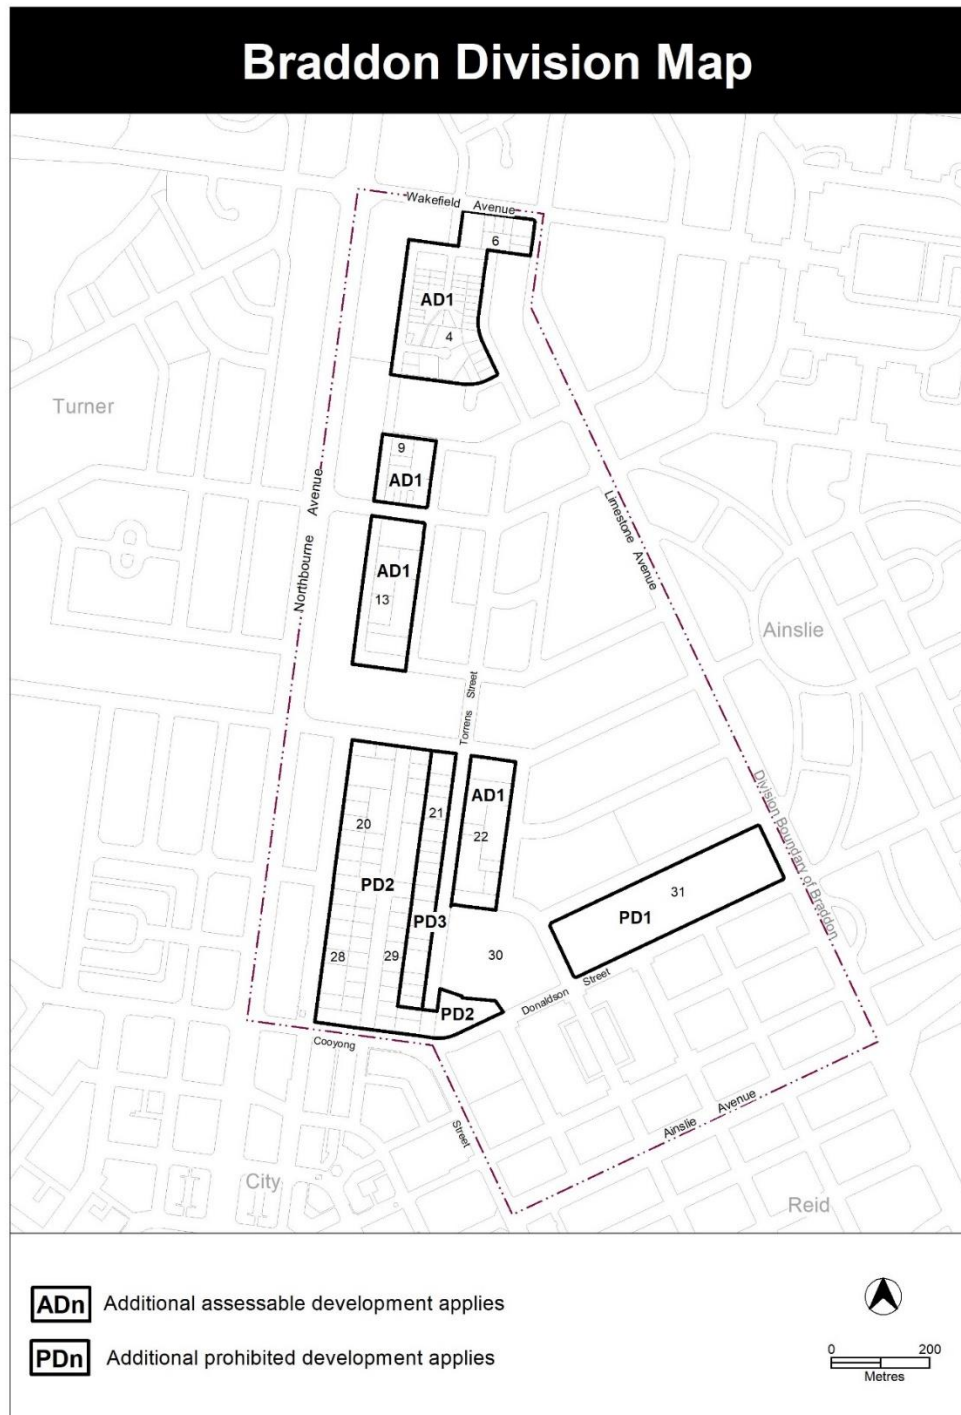 Braddon Division Map
Wakefield Avenue
6
AD1
4
Turner
9
AD1
Northbourne Avenue
Limestone Avenue
AD1
13
Ainslie
Torrens Street
Division Boundary of Braddon
AD1
21
20
22
PD2
31
PD1
PD3
28
29
30
Donaldson Street
PD2
Cooyong Street
Ainslie Avenue
City
Reid
ADn Additional assessable development applies
PDn Additional prohibited development applies
0 200
Metres